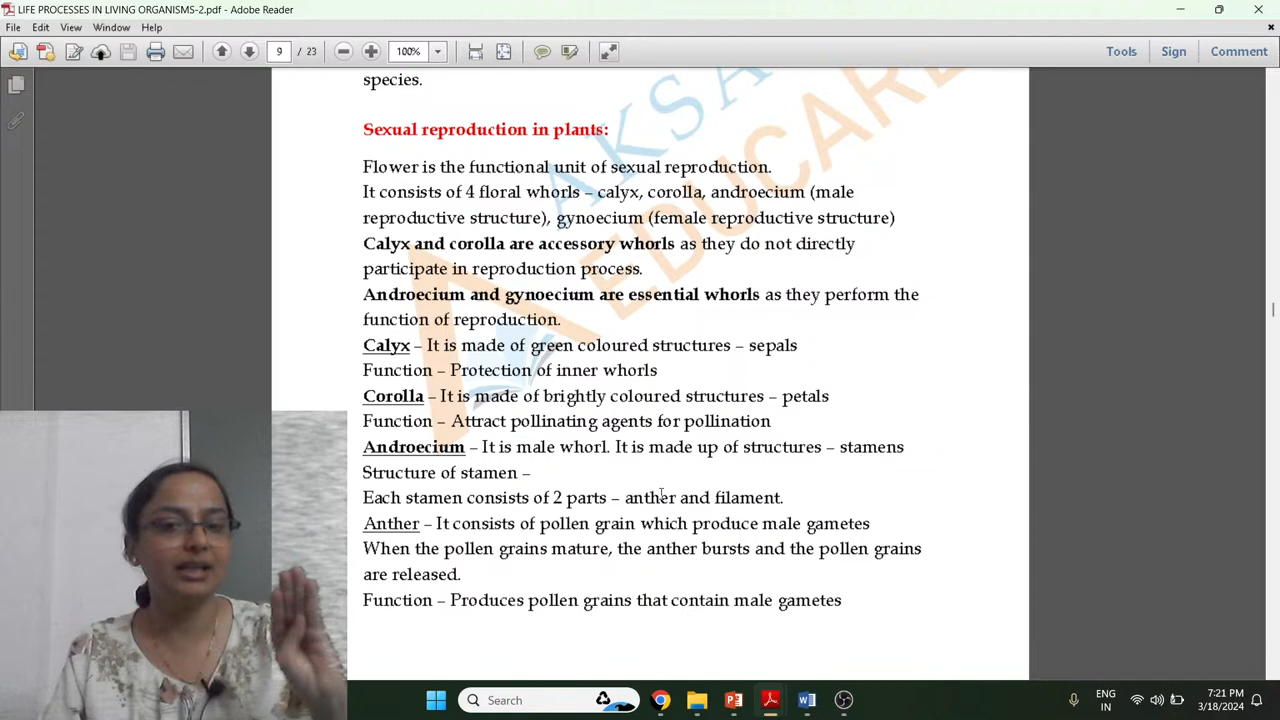 LIFE PROCESSES IN LIVING ORGANISMS-2.pdf - Adobe Reader
File Edit View Window Help
9 / 23 100% Tools Sign Comment
species.
Sexual reproduction in plants:
Flower is the functional unit of sexual reproduction.
It consists of 4 floral whorls – calyx, corolla, androecium (male
reproductive structure), gynoecium (female reproductive structure)
Calyx and corolla are accessory whorls as they do not directly
participate in reproduction process.
Androecium and gynoecium are essential whorls as they perform the
function of reproduction.
Calyx – It is made of green coloured structures – sepals
Function – Protection of inner whorls
Corolla – It is made of brightly coloured structures – petals
Function – Attract pollinating agents for pollination
Androecium – It is male whorl. It is made up of structures – stamens
Structure of stamen –
Each stamen consists of 2 parts – anther and filament.
Anther – It consists of pollen grain which produce male gametes
When the pollen grains mature, the anther bursts and the pollen grains
are released.
Function – Produces pollen grains that contain male gametes
AKSA
EDUCARE
Search
ENG
IN
7:21 PM
3/18/2024